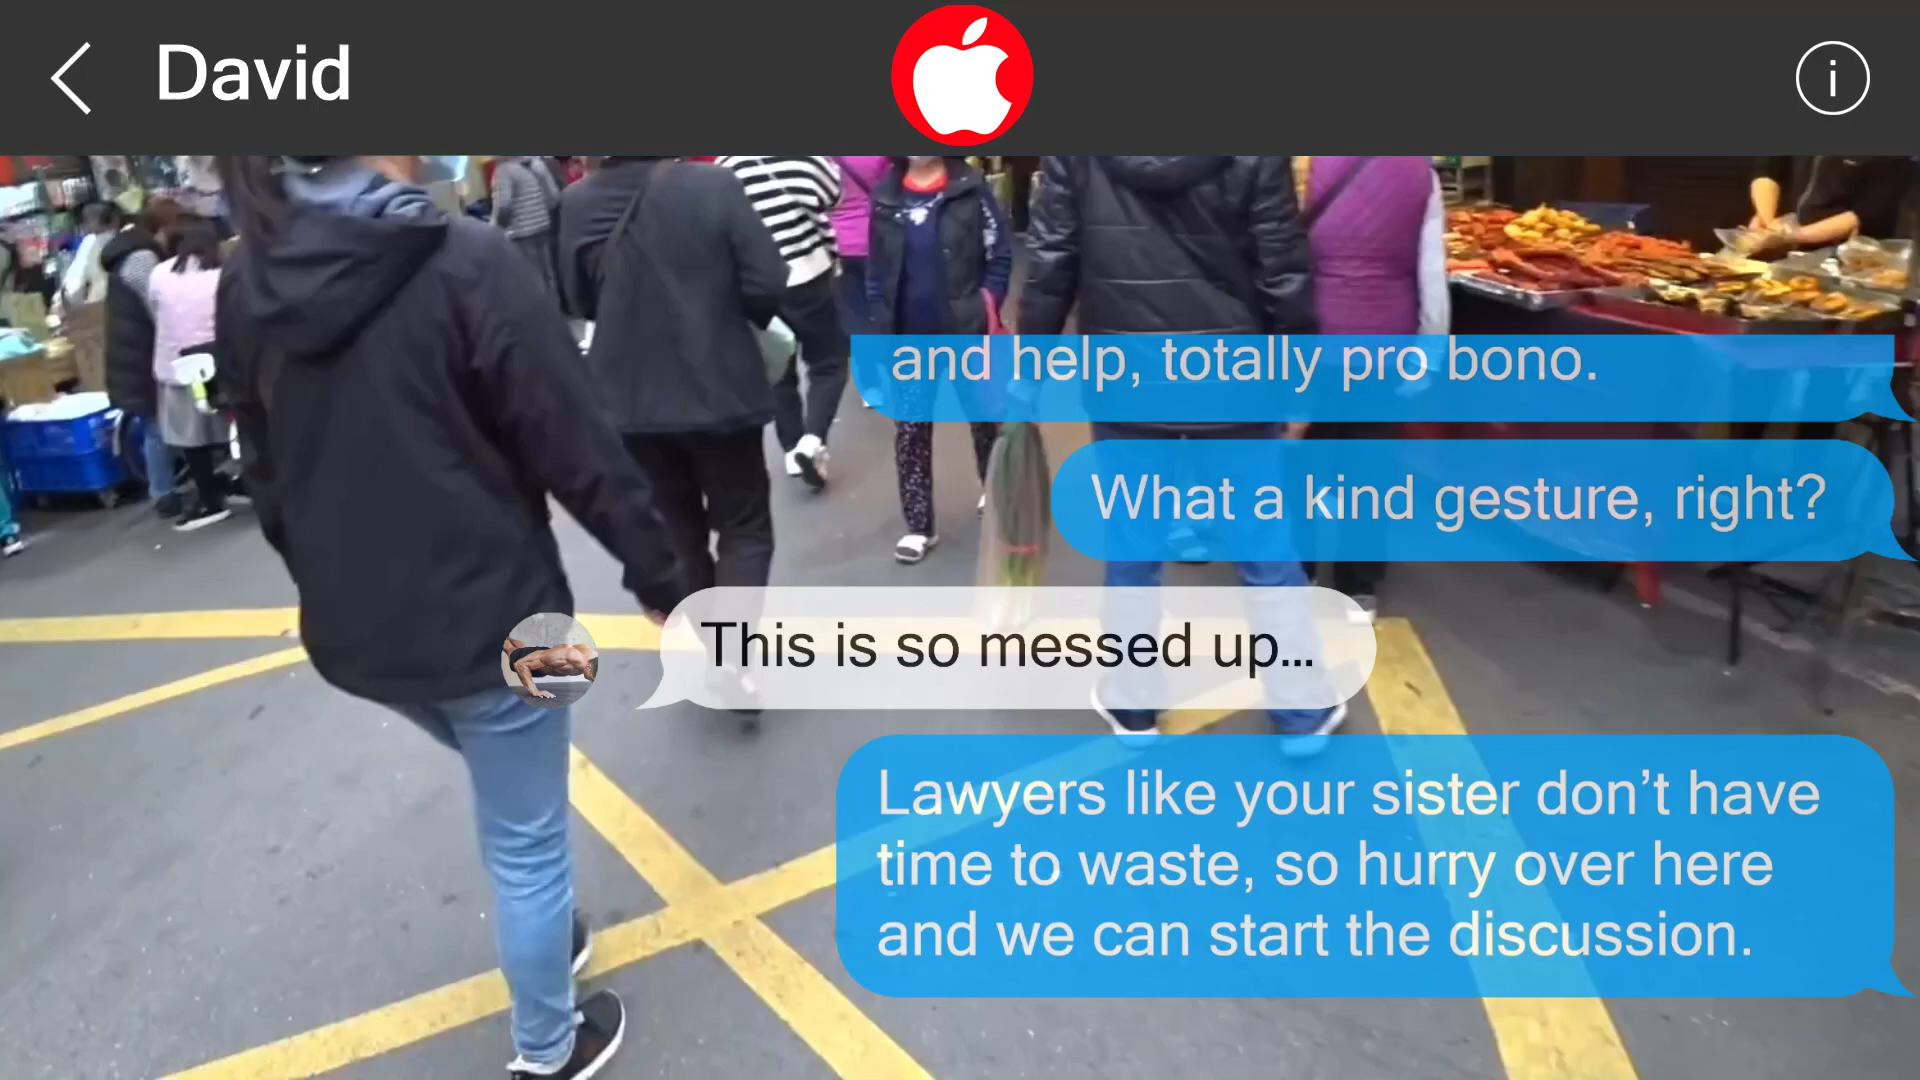 David
and help, totally pro bono.
What a kind gesture, right?
This is so messed up...
Lawyers like your sister don’t have
time to waste, so hurry over here
and we can start the discussion.